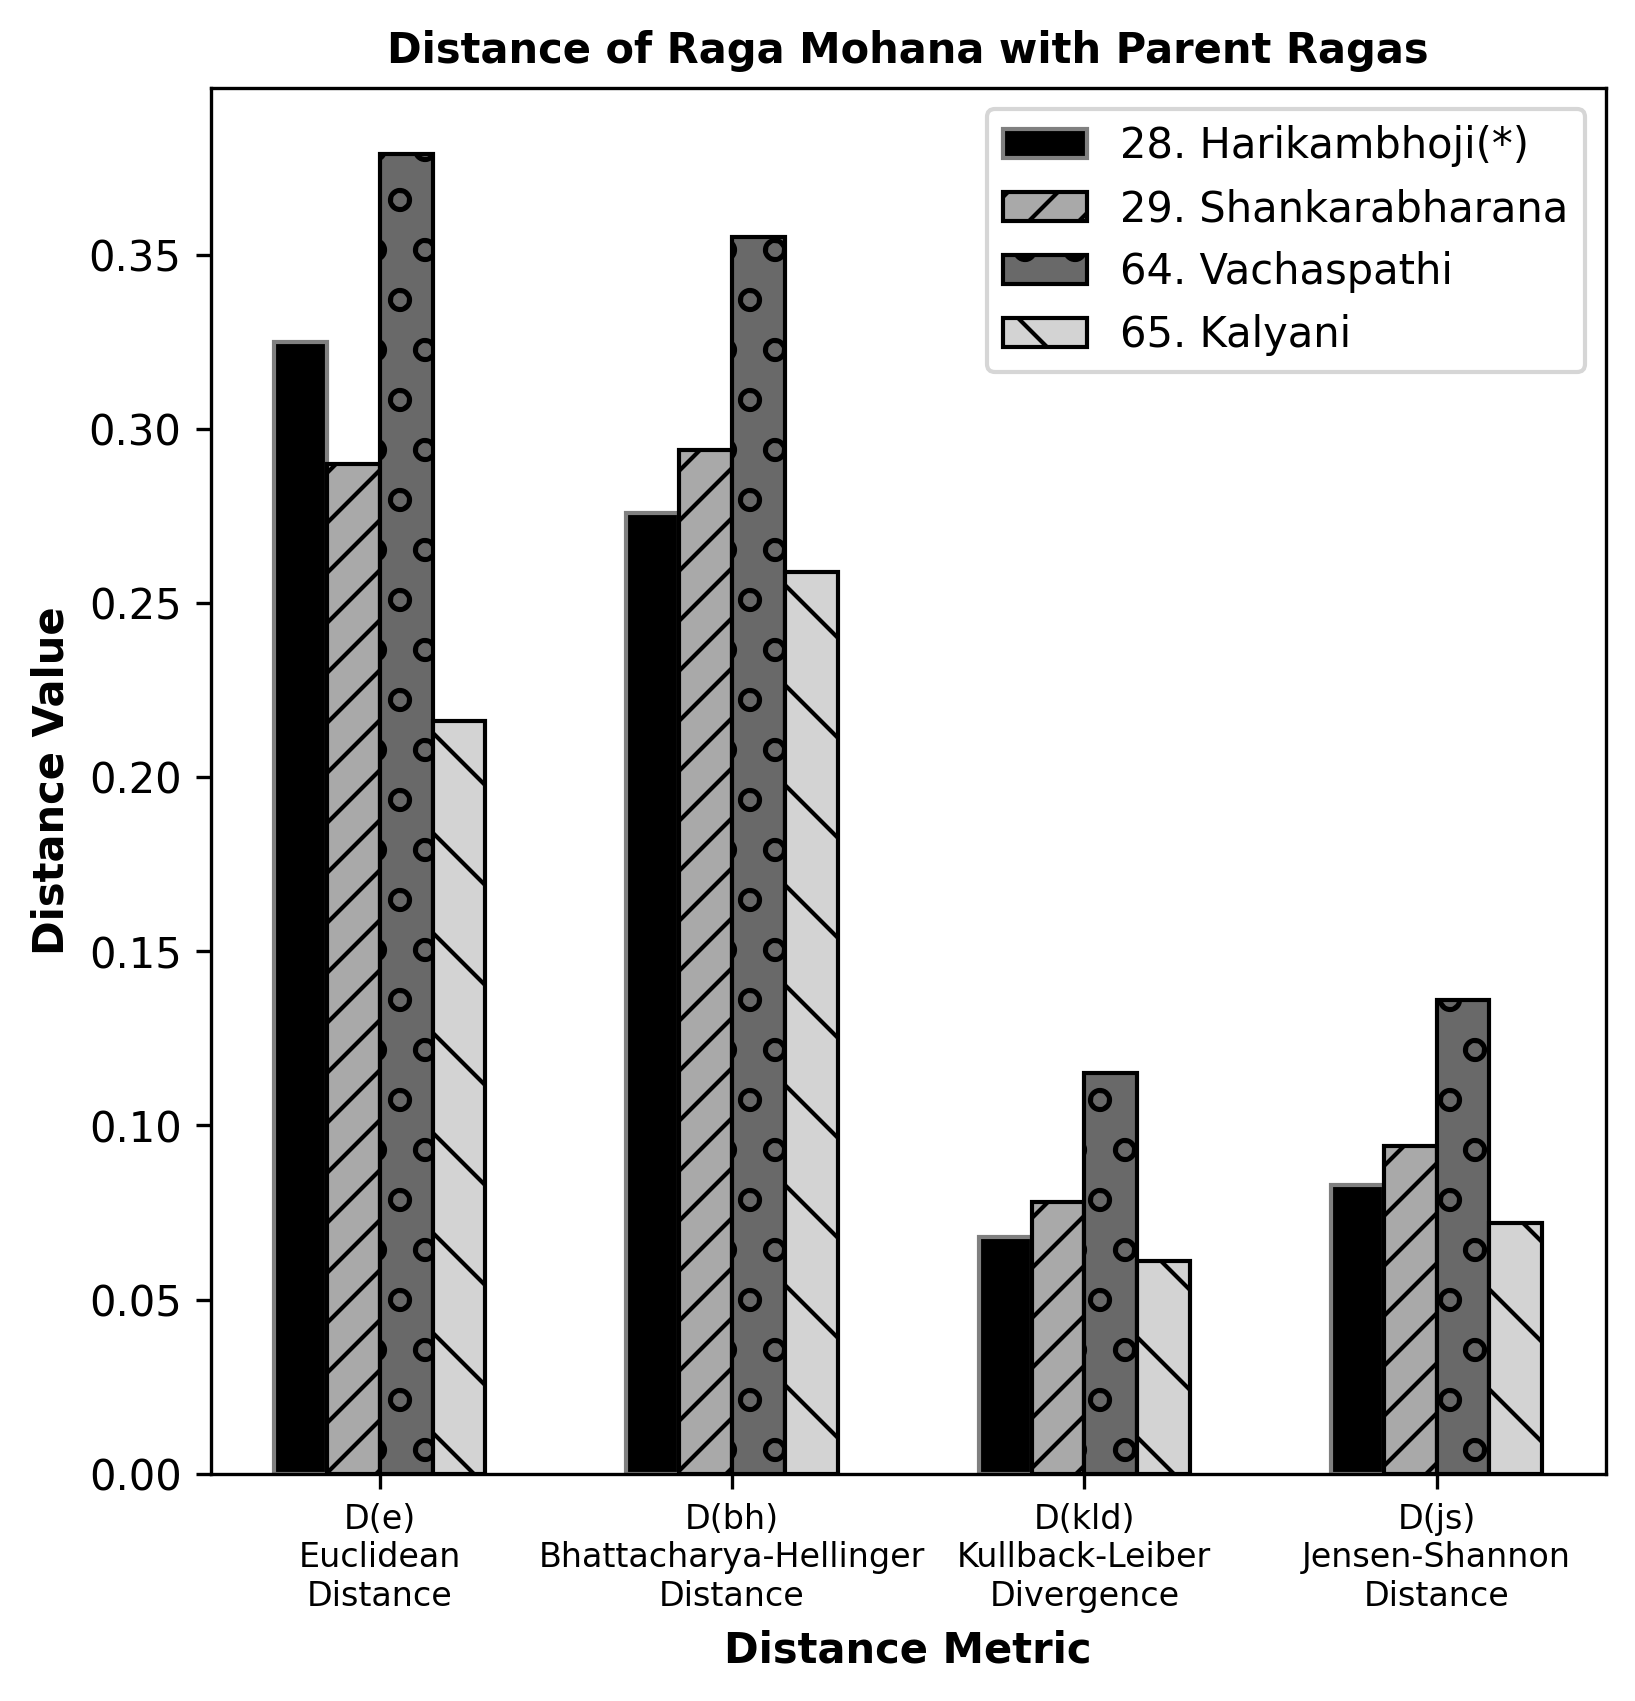 Distance of Raga Mohana with Parent Ragas
28. Harikambhoji(*)
29. Shankarabharana
64. Vachaspathi
65. Kalyani
Distance Value
0.35
0.30
0.25
0.20
0.15
0.10
0.05
0.00
D(e)
Euclidean
Distance
D(bh)
Bhattacharya-Hellinger
Distance
D(kld)
Kullback-Leiber
Divergence
D(js)
Jensen-Shannon
Distance
Distance Metric